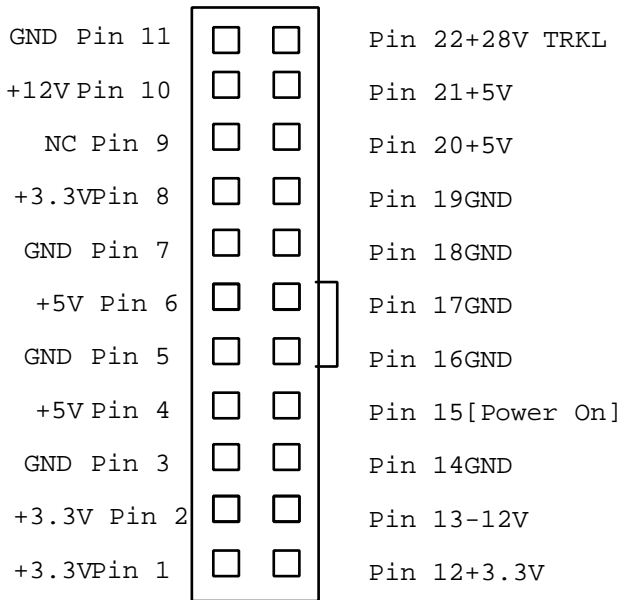 GND Pin 11 Pin 22+28V TRKL
+12V Pin 10 Pin 21+5V
NC Pin 9 Pin 20+5V
+3.3VPin 8 Pin 19GND
GND Pin 7 Pin 18GND
+5V Pin 6 Pin 17GND
GND Pin 5 Pin 16GND
+5V Pin 4 Pin 15[Power On]
GND Pin 3 Pin 14GND
+3.3V Pin 2 Pin 13-12V
+3.3VPin 1 Pin 12+3.3V